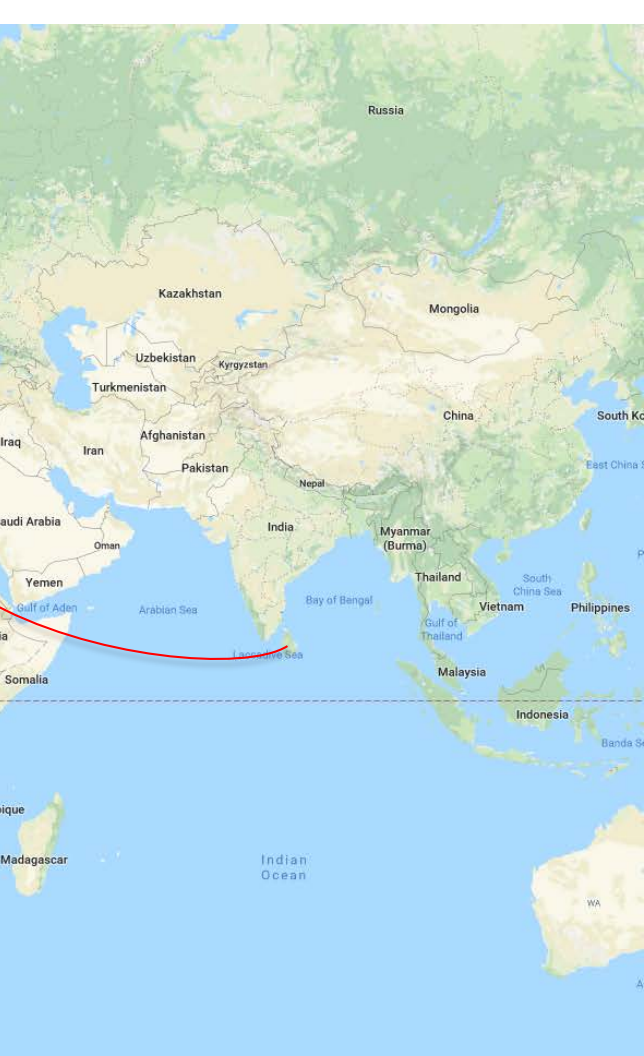 Russia
Kazakhstan
Mongolia
Uzbekistan
Kyrgyzstan
Turkmenistan
China
South Ko
Iraq
Iran
Afghanistan
East China S
Pakistan
Nepal
audi Arabia
India
Oman
Myanmar
(Burma)
P
Yemen
Thailand
South
China Sea
Gulf of Aden
Arabian Sea
Bay of Bengal
Vietnam
Philippines
ia
Gulf of
Thailand
Laccadive Sea
Somalia
Malaysia
Indonesia
Banda Se
ique
Madagascar
Indian
Ocean
WA
A